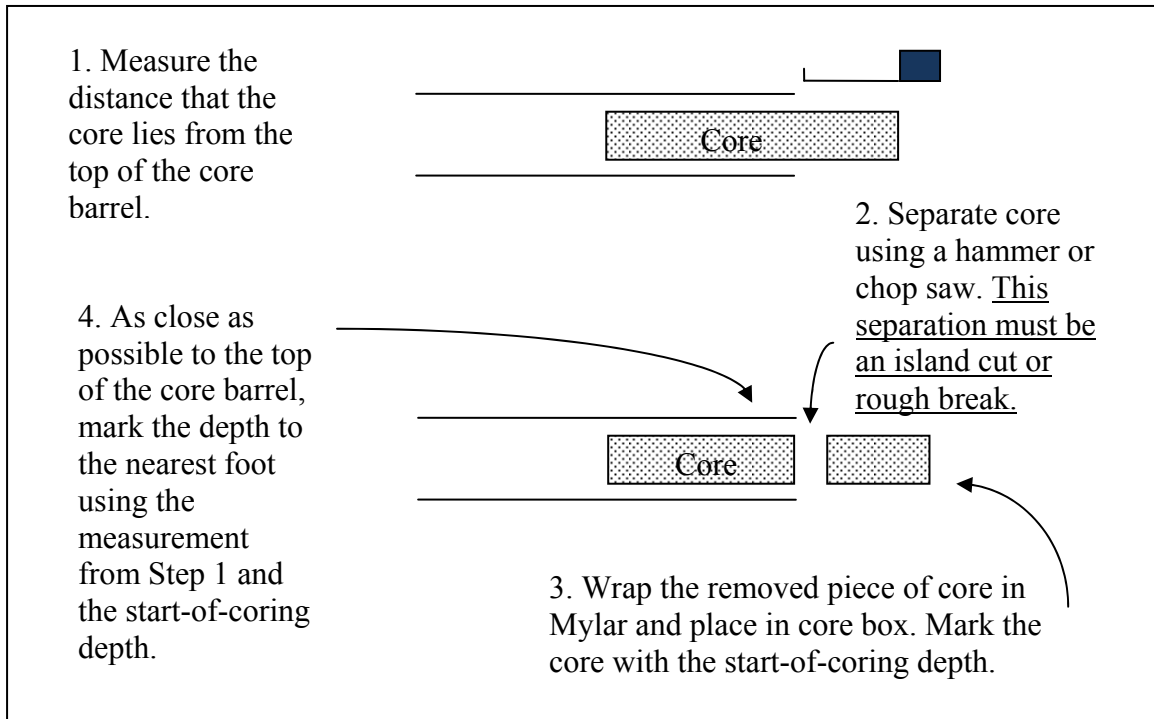 1. Measure the
distance that the
core lies from the
top of the core
barrel.
Core
2. Separate core
using a hammer or
chop saw. This
separation must be
an island cut or
rough break.
4. As close as
possible to the top
of the core barrel,
mark the depth to
the nearest foot
using the
measurement
from Step 1 and
the start-of-coring
depth.
Core
3. Wrap the removed piece of core in
Mylar and place in core box. Mark the
core with the start-of-coring depth.